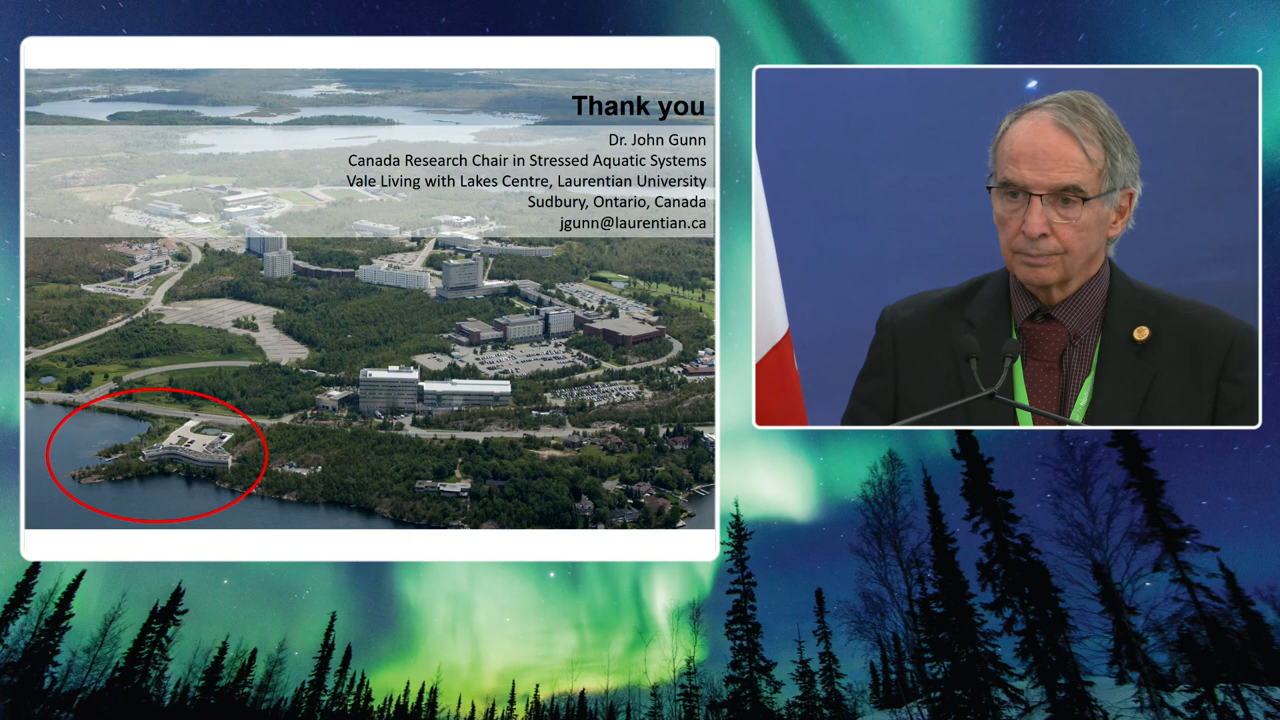 Thank you
Dr. John Gunn
Canada Research Chair in Stressed Aquatic Systems
Vale Living with Lakes Centre, Laurentian University
Sudbury, Ontario, Canada
jgunn@laurentian.ca